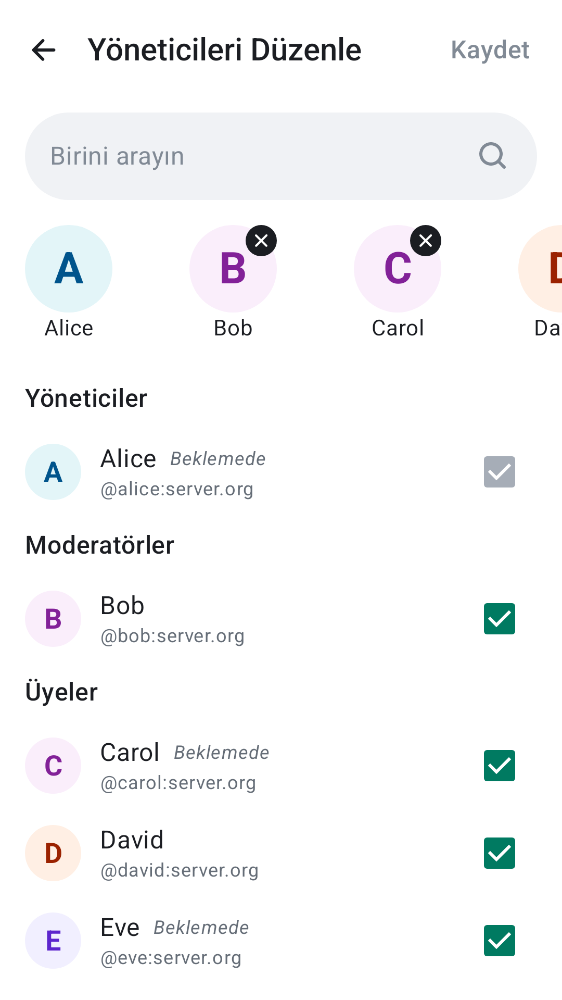 Yöneticileri Düzenle
Kaydet
Birini arayın
A
B
C
Alice
Bob
Carol
Da
Yöneticiler
A
Alice Beklemede
@alice:server.org
Moderatörler
B
Bob
@bob:server.org
Üyeler
C
Carol Beklemede
@carol:server.org
D
David
@david:server.org
E
Eve Beklemede
@eve:server.org